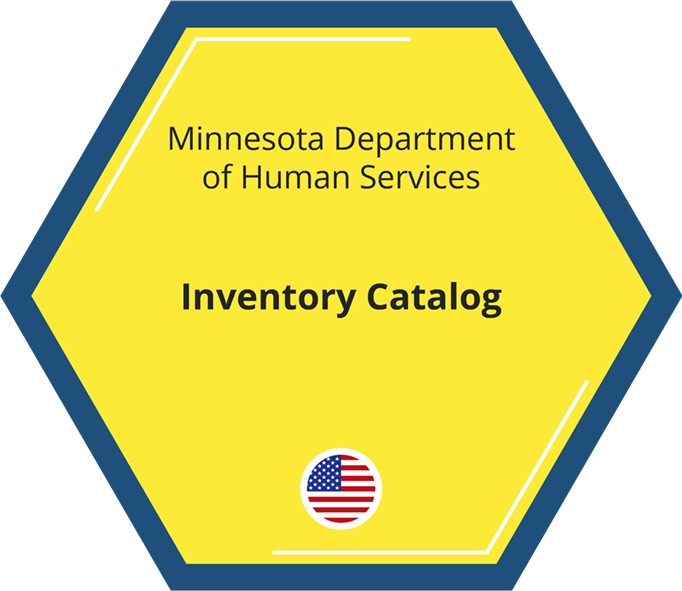 Minnesota Department
of Human Services
Inventory Catalog